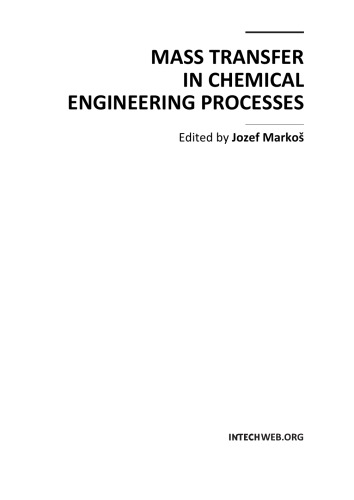 MASS TRANSFER
IN CHEMICAL
ENGINEERING PROCESSES
Edited by Jozef Markoš
INTECHWEB.ORG